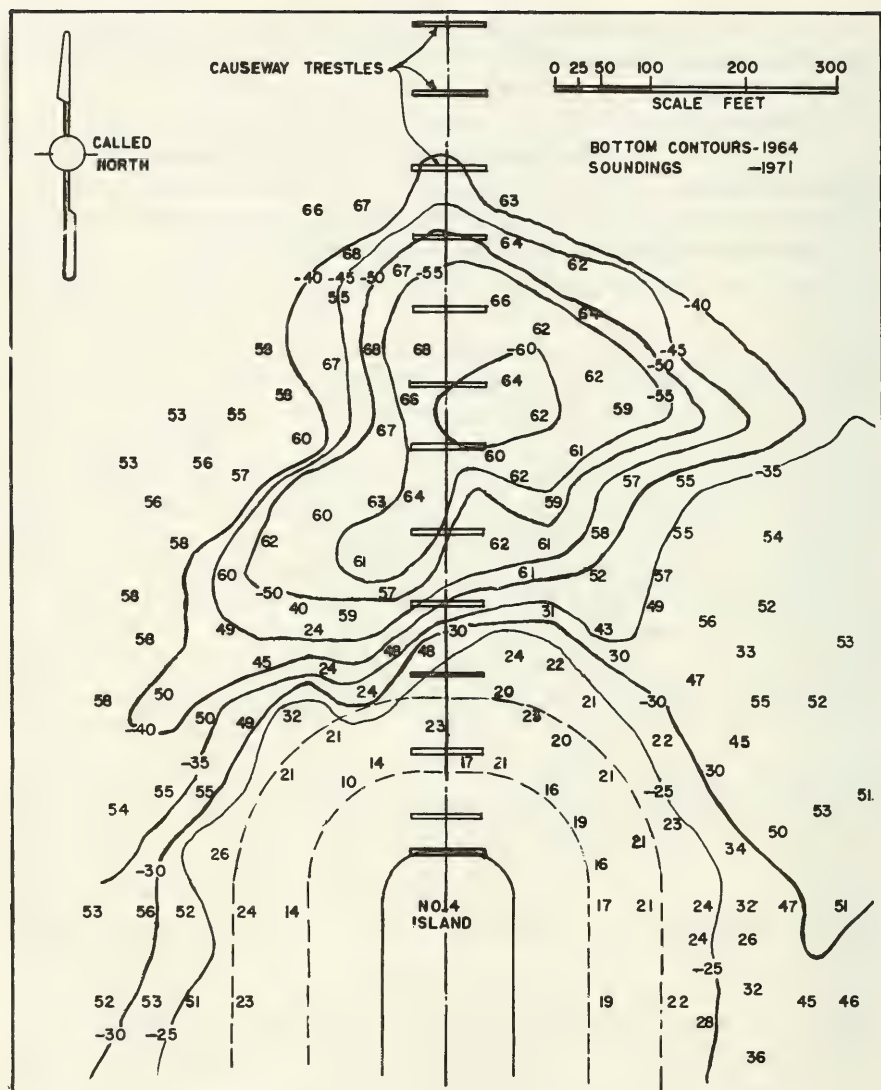 CAUSEWAY TRESTLES
0 25 50 100 200 300
SCALE FEET
CALLED
NORTH
BOTTOM CONTOURS-1964
SOUNDINGS -1971
66 67 63
68 64 62
-40 -45 -50 67 -55 -40
55 66
62 64
58 67 68 68 -60 -45
-50
58 66 64 62 -55
53 55 62 59
60 67
53 56 57 60 61 -35
62 57 55
56 63 64 59
60
58 62 62 61 58 55 54
61
60 61 52 57
58 -50 57
40 59 31 49 52
58 49 24 -30 43 56 53
48 48 24 30 33
45 24 22
50 24 20 47
58 50 32 21 -30 55 52
-40 49 23 23
21 20 22 45
-35 14 17 21
21 10 21 30
55 55 16 -25 51
54 19 23 53
50
21
26 16 34
-30
53 56 52 24 14 NO.4 17 21 24 32 47 51
ISLAND
24 26
-25
32
52 53 51 23 19 22 45 46
28
-30 -25
36